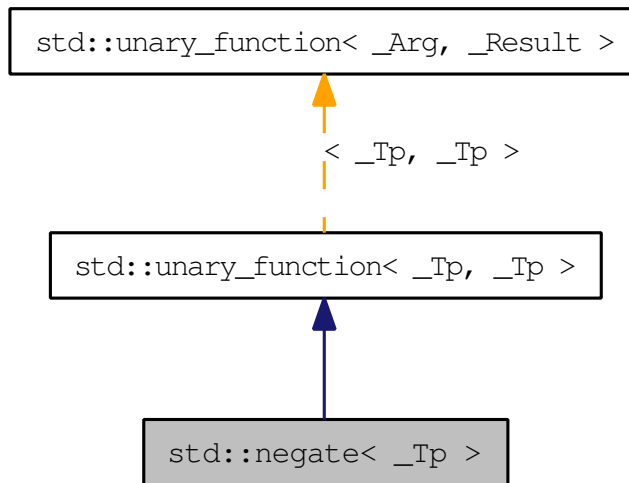 std::unary_function< _Arg, _Result >
< _Tp, _Tp >
std::unary_function< _Tp, _Tp >
std::negate< _Tp >